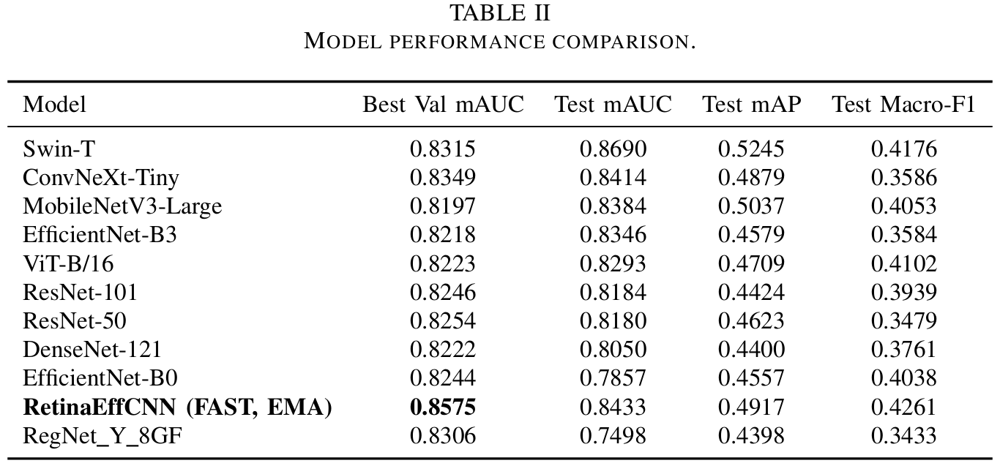 TABLE II
MODEL PERFORMANCE COMPARISON.
Model Best Val mAUC Test mAUC Test mAP Test Macro-F1
Swin-T 0.8315 0.8690 0.5245 0.4176
ConvNeXt-Tiny 0.8349 0.8414 0.4879 0.3586
MobileNetV3-Large 0.8197 0.8384 0.5037 0.4053
EfficientNet-B3 0.8218 0.8346 0.4579 0.3584
ViT-B/16 0.8223 0.8293 0.4709 0.4102
ResNet-101 0.8246 0.8184 0.4424 0.3939
ResNet-50 0.8254 0.8180 0.4623 0.3479
DenseNet-121 0.8222 0.8050 0.4400 0.3761
EfficientNet-B0 0.8244 0.7857 0.4557 0.4038
RetinaEffCNN (FAST, EMA) 0.8575 0.8433 0.4917 0.4261
RegNet_Y_8GF 0.8306 0.7498 0.4398 0.3433